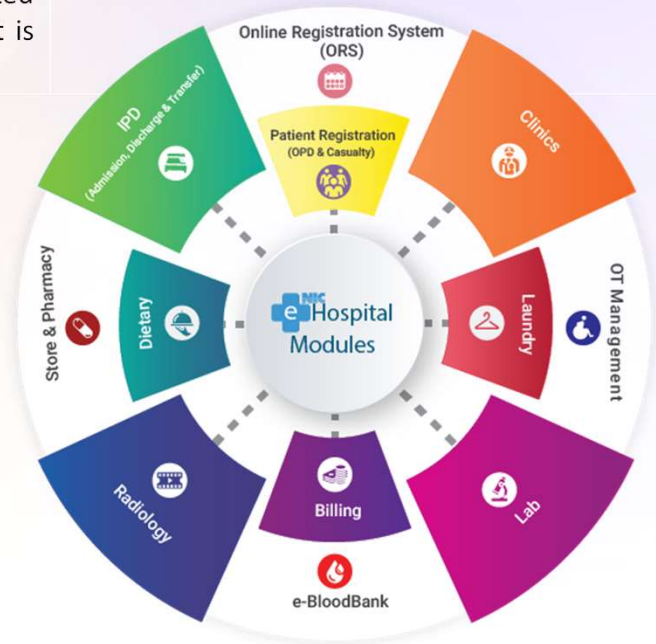 ted
t is
Online Registration System
(ORS)
Patient Registration
(OPD & Casualty)
IPD
(Admission, Discharge & Transfer)
Clinics
Store & Pharmacy
Dietary
NIC
e Hospital
Modules
Laundry
OT Management
Radiology
Billing
Lab
e-BloodBank